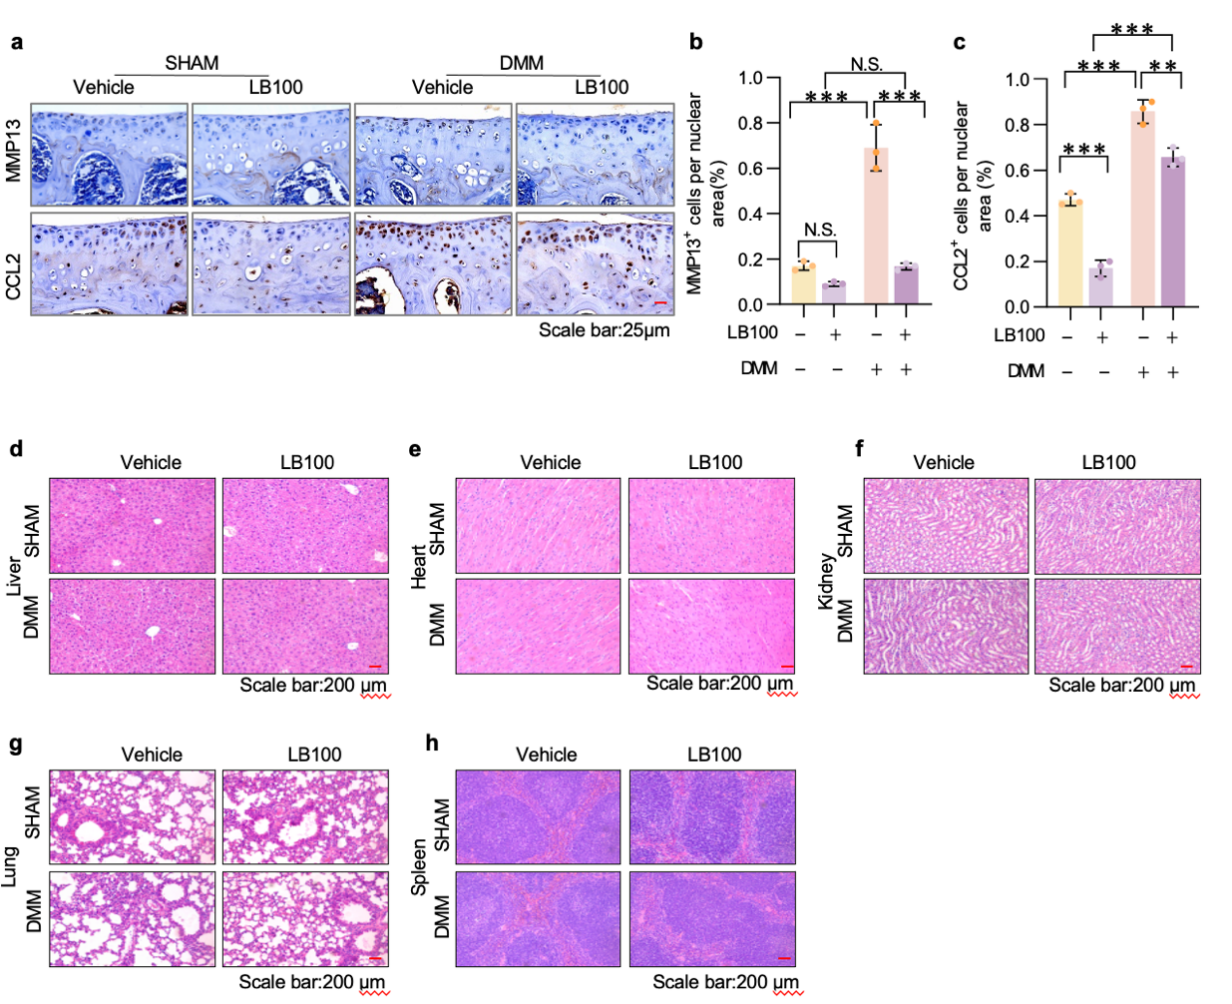 a
SHAM
DMM
Vehicle
LB100
Vehicle
LB100
MMP13
CCL2
Scale bar:25µm
b
N.S.
***
***
N.S.
1.0
0.8
0.6
0.4
0.2
0.0
MMP13+ cells per nuclear
area(%)
LB100 − + − +
DMM − − + +
c
***
***
**
***
1.0
0.8
0.6
0.4
0.2
0.0
CCL2+ cells per nuclear
area (%)
LB100 − + − +
DMM − − + +
d
Vehicle
LB100
Liver
SHAM
DMM
Scale bar:200 µm
e
Vehicle
LB100
Heart
SHAM
DMM
Scale bar:200 µm
f
Vehicle
LB100
Kidney
SHAM
DMM
Scale bar:200 µm
g
Vehicle
LB100
Lung
SHAM
DMM
Scale bar:200 µm
h
Vehicle
LB100
Spleen
SHAM
DMM
Scale bar:200 µm